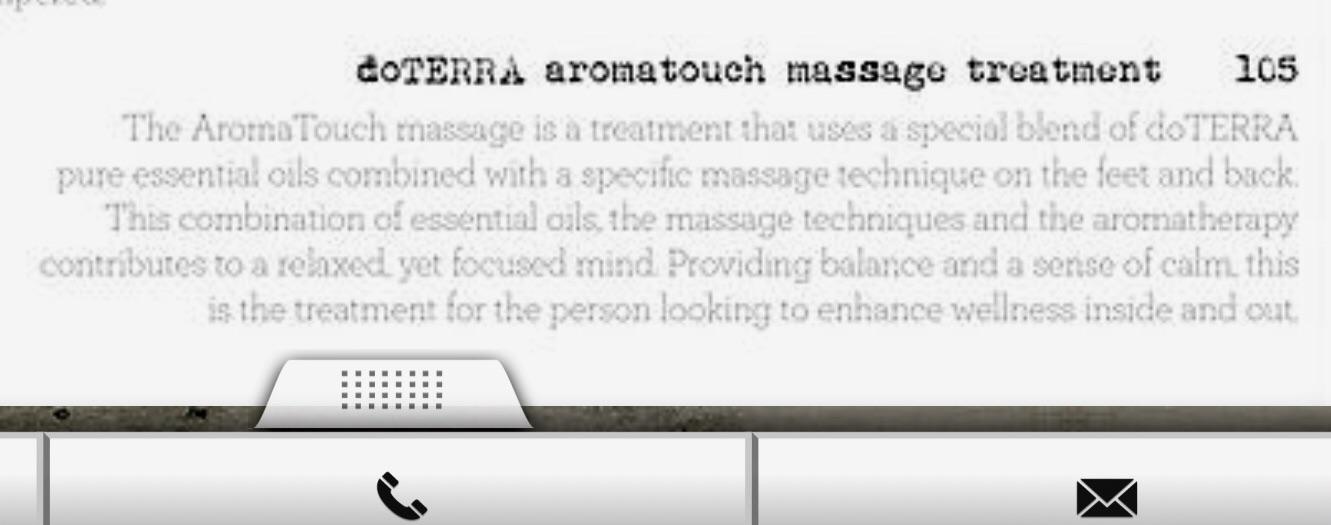 doTERRA aromatouch massage treatment 105
The AromaTouch massage is a treatment that uses a special blend of doTERRA
pure essential oils combined with a specific massage technique on the feet and back.
This combination of essential oils, the massage techniques and the aromatherapy
contributes to a relaxed, yet focused mind. Providing balance and a sense of calm, this
is the treatment for the person looking to enhance wellness inside and out.